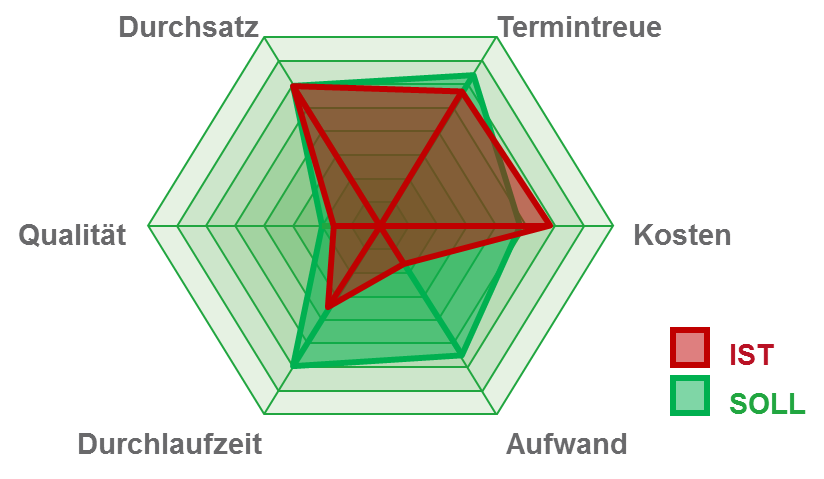 Durchsatz
Termintreue
Qualität
Kosten
IST
SOLL
Durchlaufzeit
Aufwand